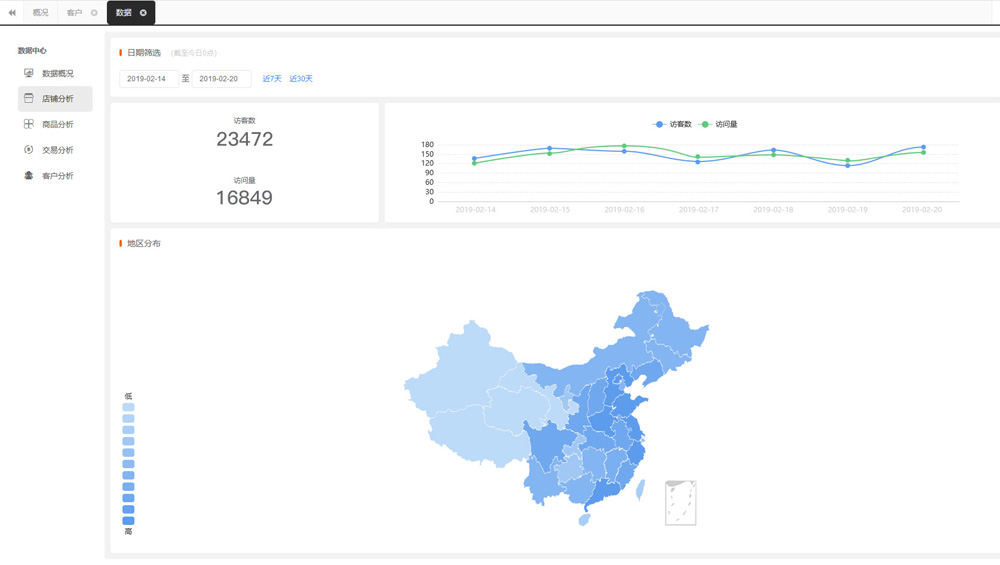 概况 客户 数据
数据中心
数据概况
店铺分析
商品分析
交易分析
客户分析
日期筛选 (截至今日0点)
2019-02-14 至 2019-02-20 近7天 近30天
访客数
23472
访问量
16849
访客数 访问量
180
150
120
90
60
30
0
2019-02-14 2019-02-15 2019-02-16 2019-02-17 2019-02-18 2019-02-19 2019-02-20
地区分布
低
高